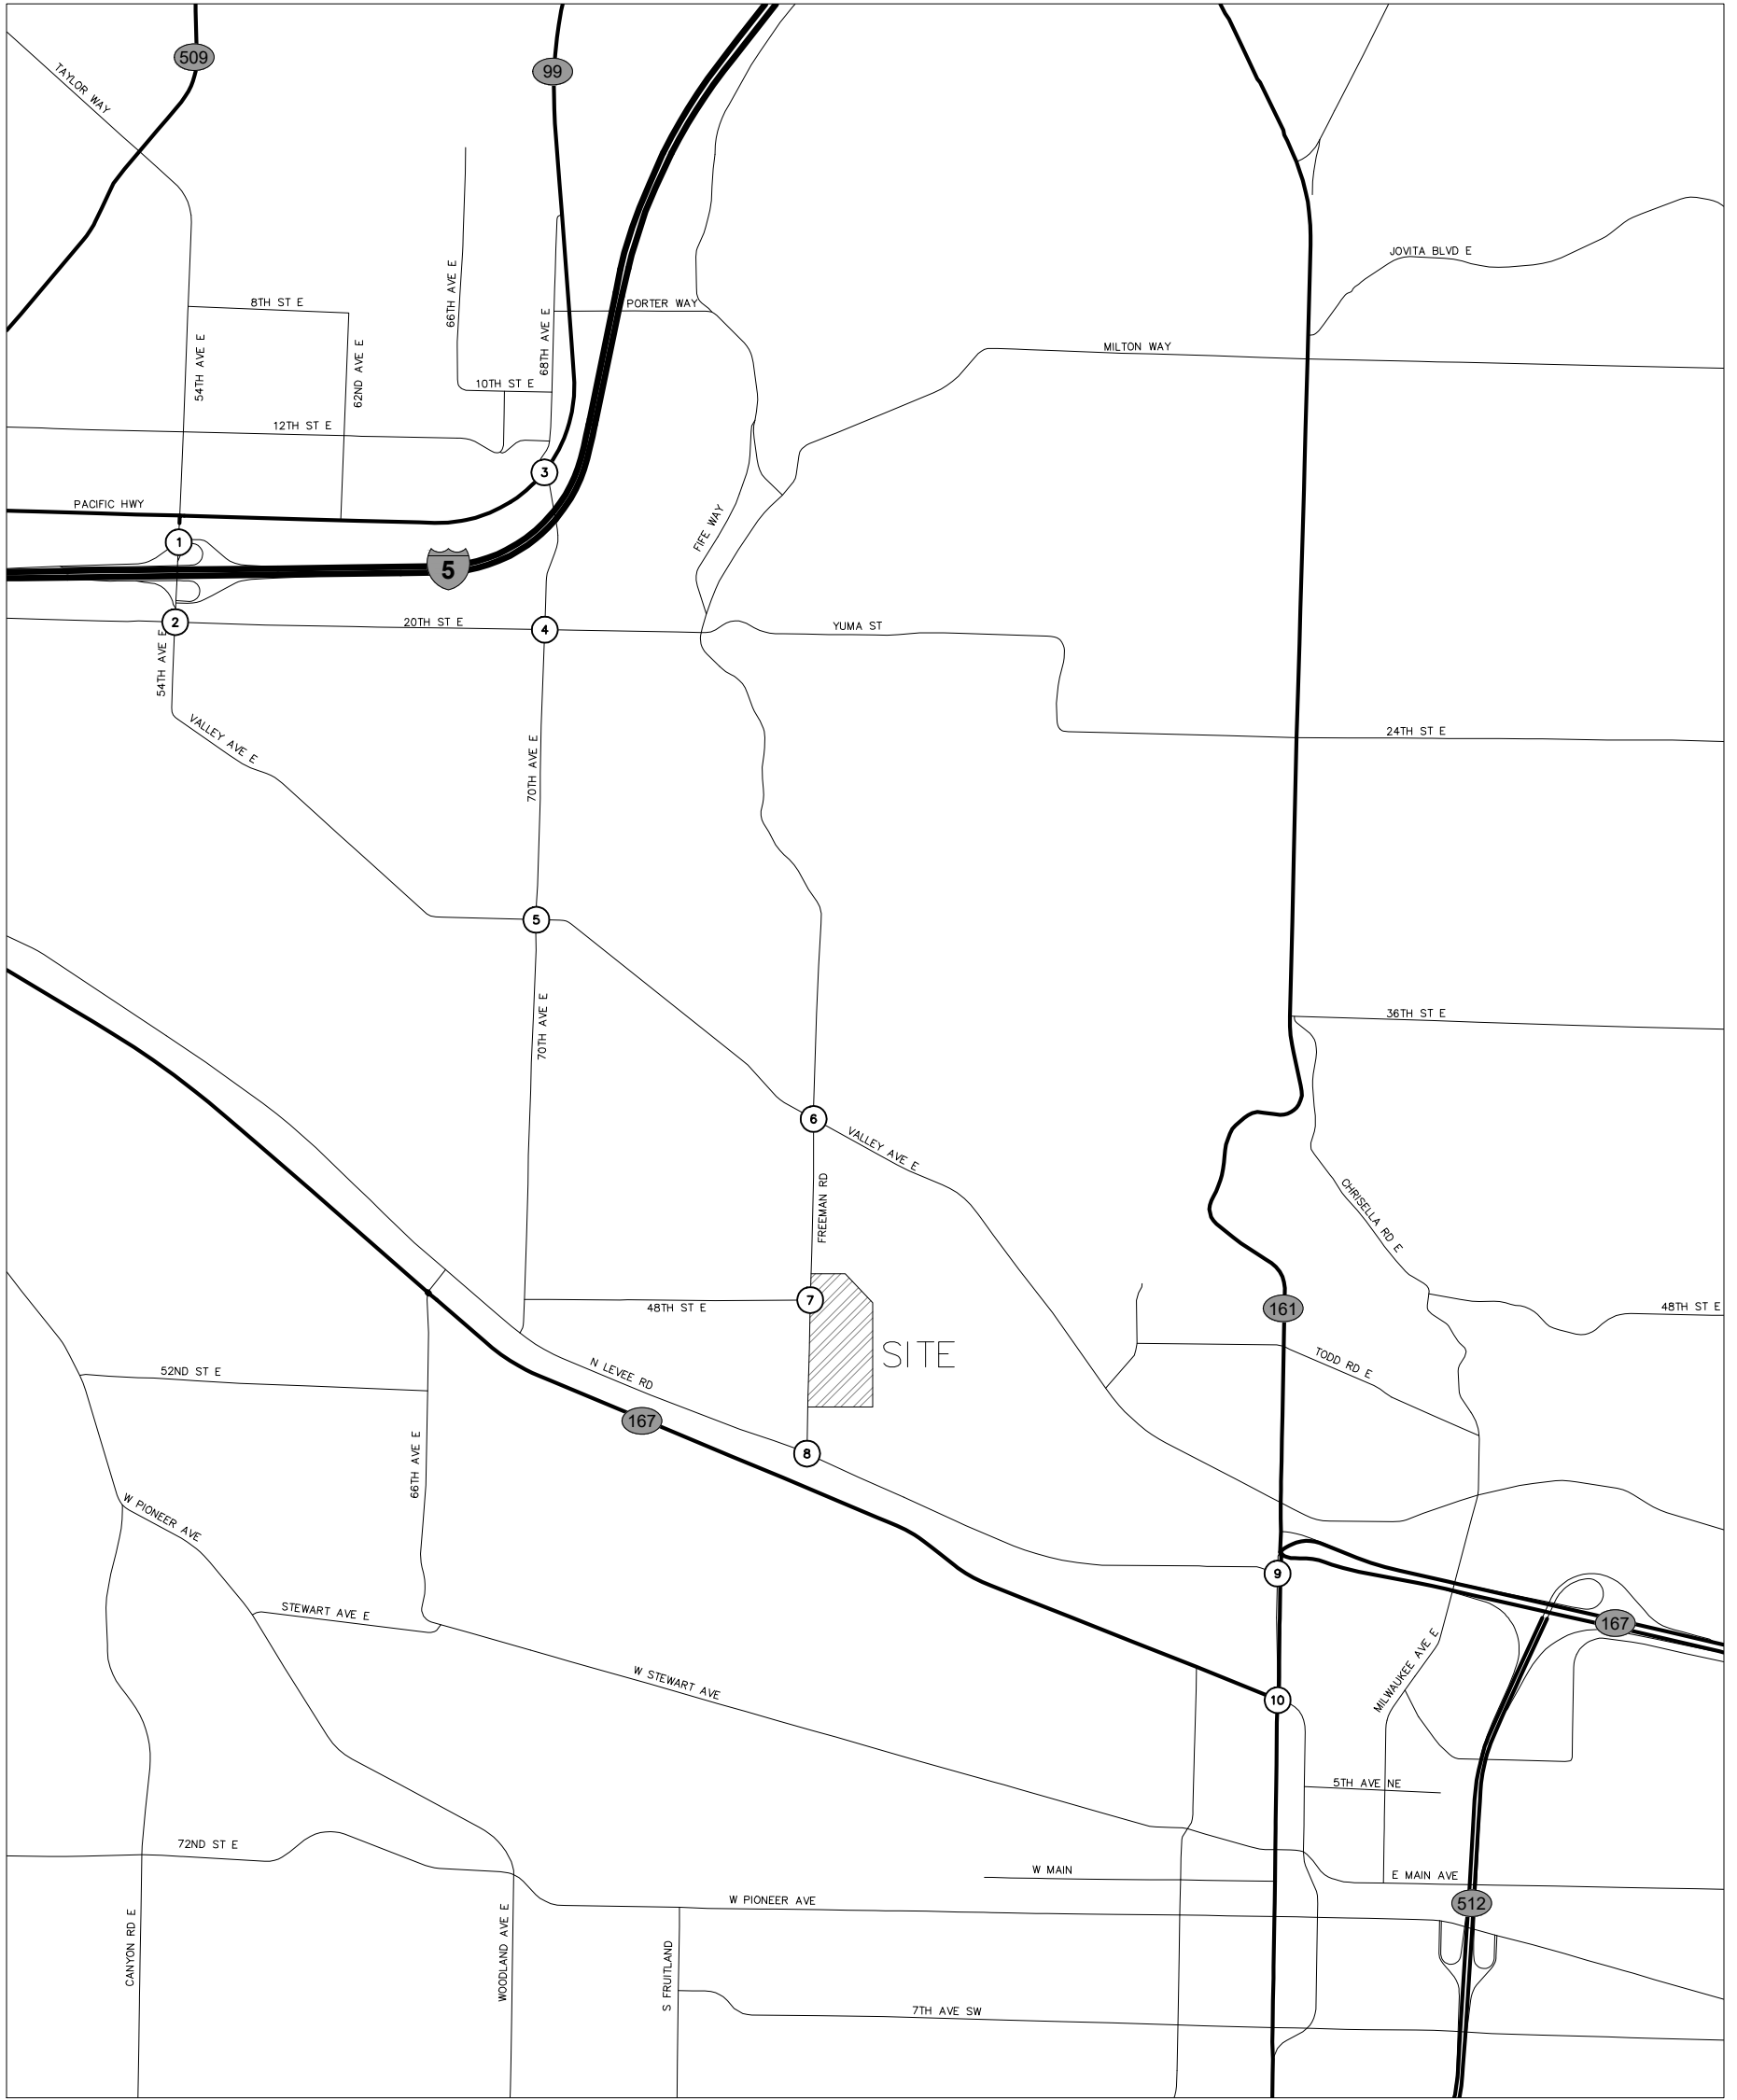 509
99
TAYLOR WAY
JOVITA BLVD E
66TH AVE E
8TH ST E
PORTER WAY
68TH AVE E
54TH AVE E
62ND AVE E
MILTON WAY
10TH ST E
12TH ST E
3
PACIFIC HWY
FIFE WAY
1
5
2
20TH ST E
4
YUMA ST
54TH AVE E
VALLEY AVE E
70TH AVE E
24TH ST E
5
70TH AVE E
36TH ST E
6
VALLEY AVE E
FREEMAN RD
CHRISELLA RD E
7
48TH ST E
161
48TH ST E
SITE
N LEVEE RD
TODD RD E
52ND ST E
167
66TH AVE E
8
W PIONEER AVE
9
STEWART AVE E
167
W STEWART AVE
MILWAUKEE AVE E
10
5TH AVE NE
72ND ST E
W MAIN
E MAIN AVE
W PIONEER AVE
512
CANYON RD E
WOODLAND AVE E
S FRUITLAND
7TH AVE SW